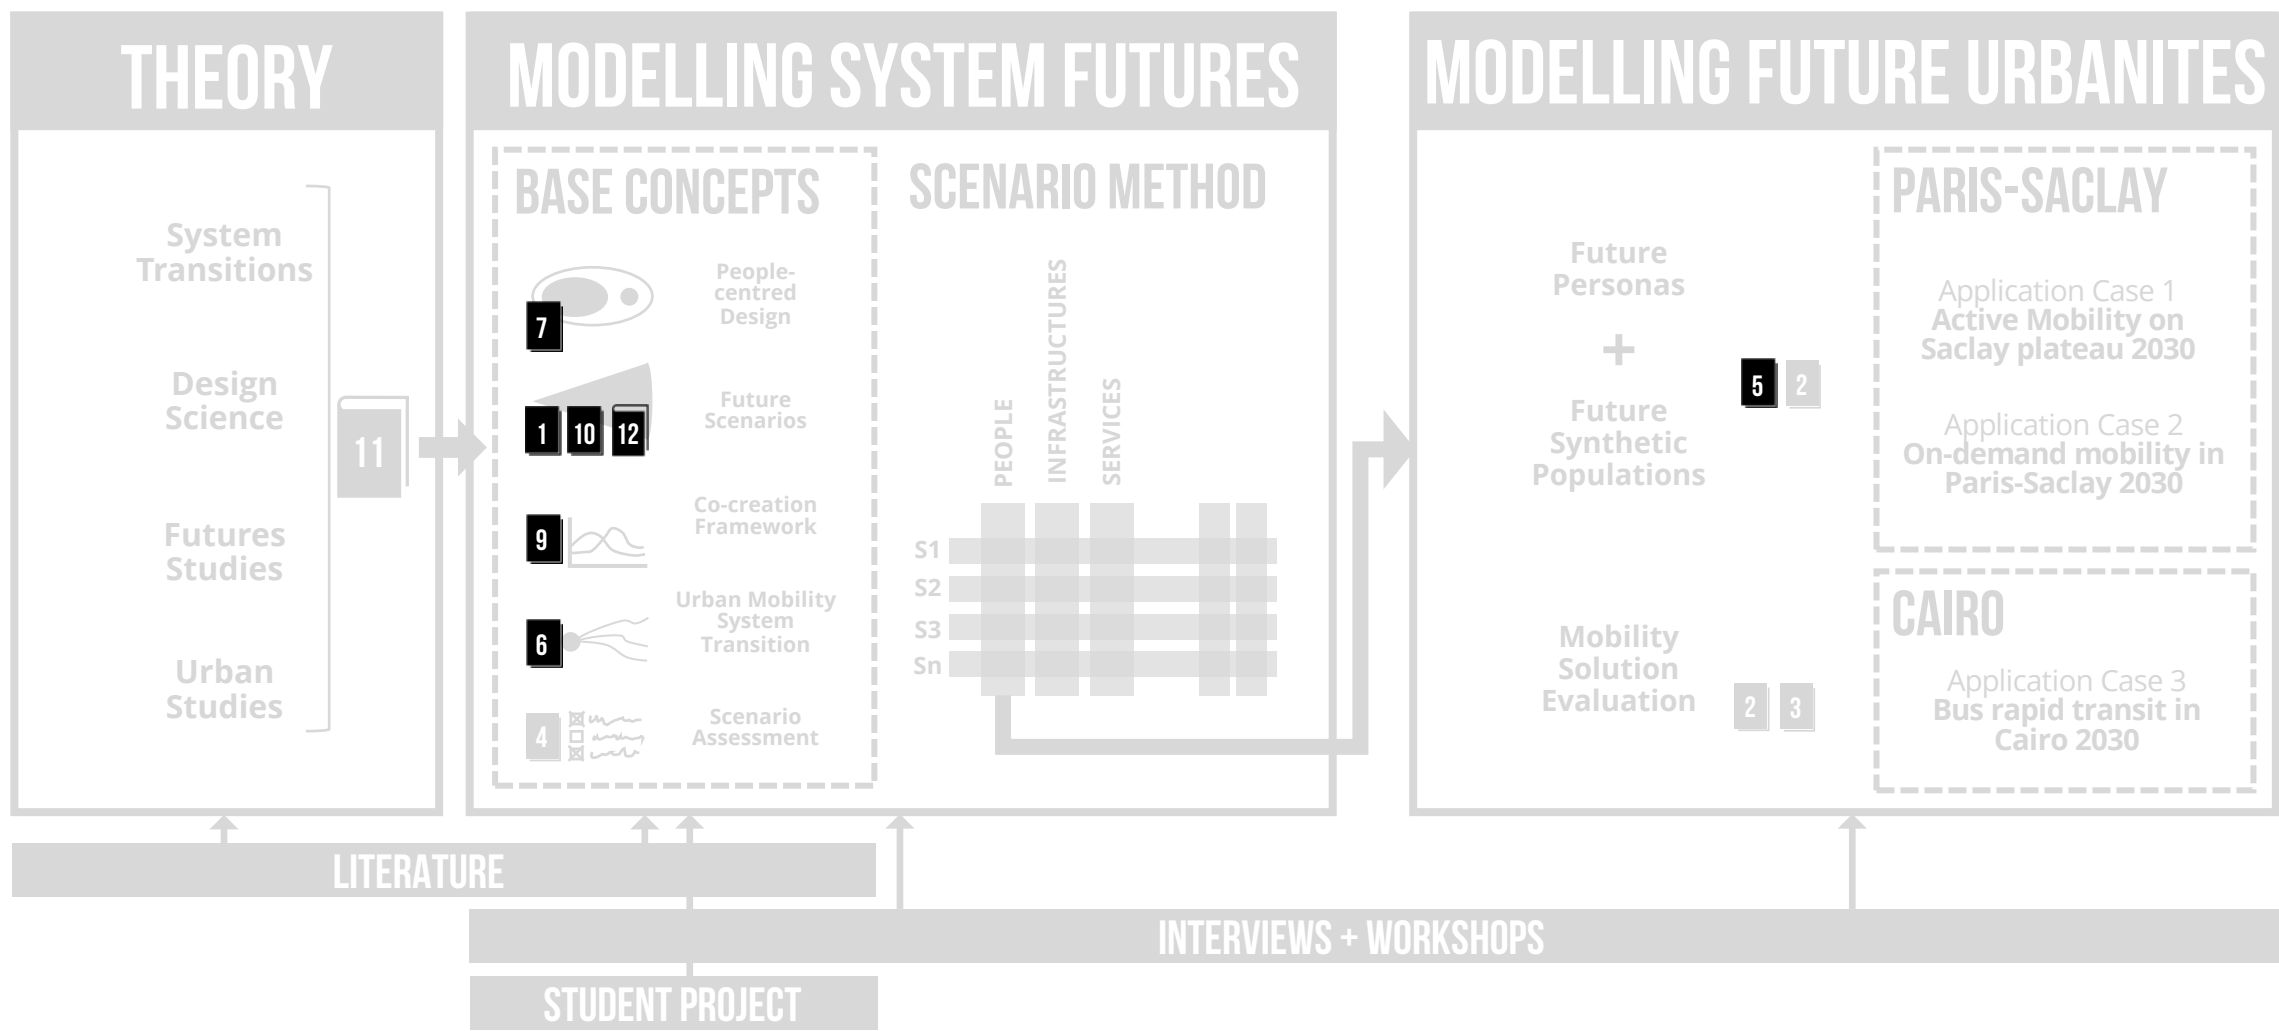 THEORY
System
Transitions
Design
Science
Futures
Studies
Urban
Studies
11
MODELLING SYSTEM FUTURES
BASE CONCEPTS
7
People-
centred
Design
1 10 12
Future
Scenarios
9
Co-creation
Framework
6
Urban Mobility
System
Transition
4
Scenario
Assessment
SCENARIO METHOD
PEOPLE
INFRASTRUCTURES
SERVICES
S1
S2
S3
Sn
MODELLING FUTURE URBANITES
Future
Personas
+
Future
Synthetic
Populations
5 2
Mobility
Solution
Evaluation
2 3
PARIS-SACLAY
Application Case 1
Active Mobility on
Saclay plateau 2030
Application Case 2
On-demand mobility in
Paris-Saclay 2030
CAIRO
Application Case 3
Bus rapid transit in
Cairo 2030
LITERATURE
INTERVIEWS + WORKSHOPS
STUDENT PROJECT